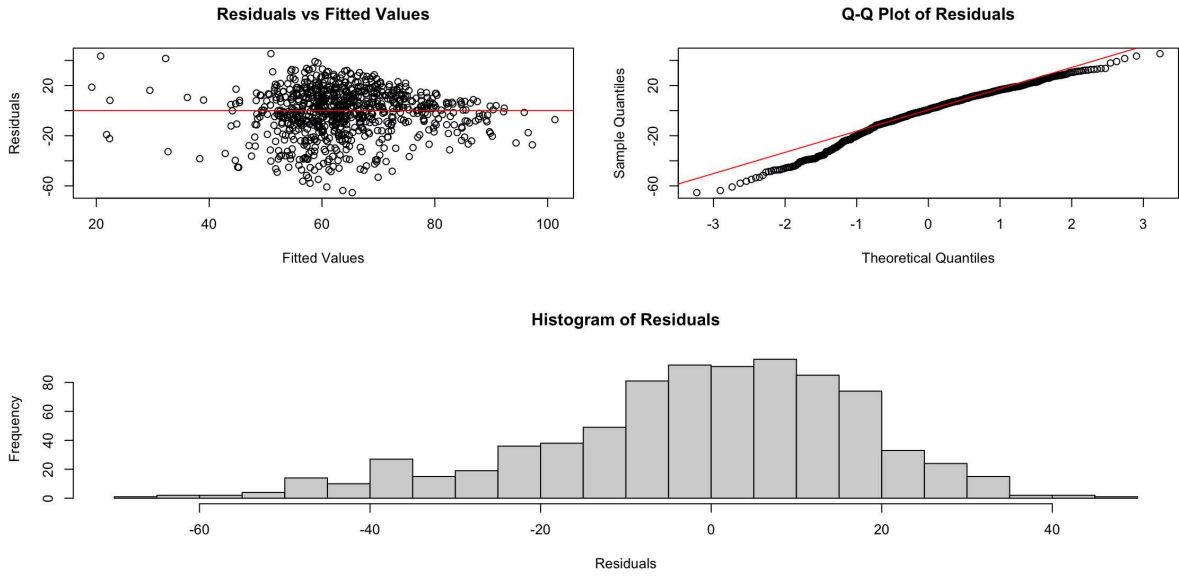 Residuals vs Fitted Values
Residuals
20
-20
-60
20 40 60 80 100
Fitted Values
Q-Q Plot of Residuals
Sample Quantiles
20
-20
-60
-3 -2 -1 0 1 2 3
Theoretical Quantiles
Histogram of Residuals
Frequency
80
60
40
20
0
-60 -40 -20 0 20 40
Residuals